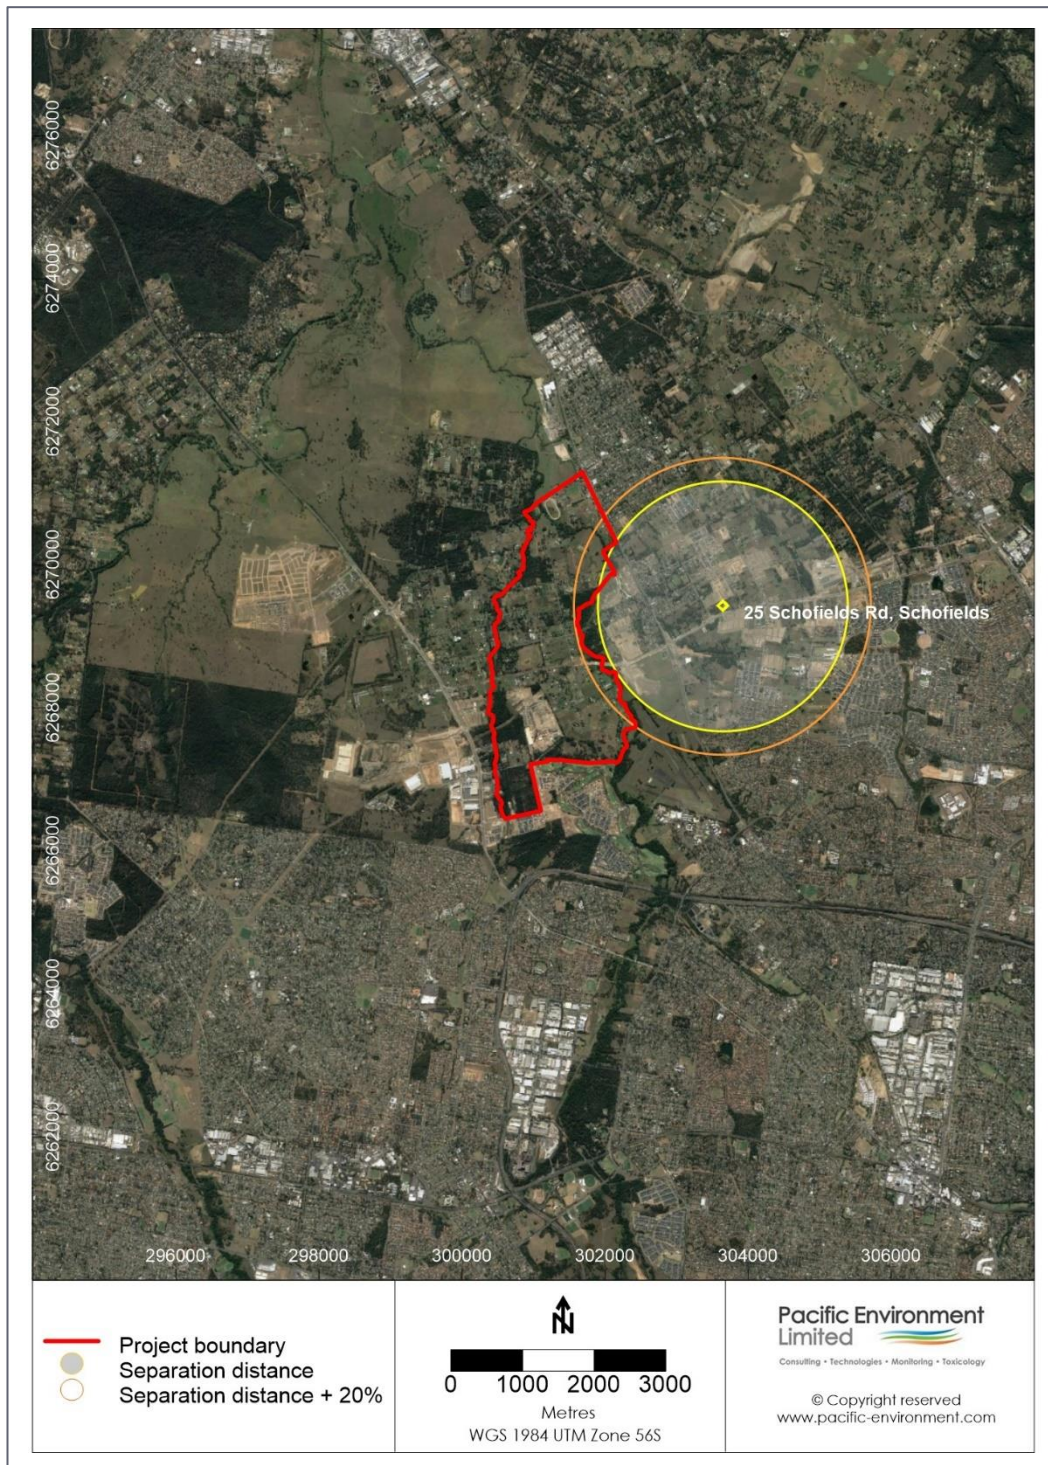 6276000
6274000
6272000
6270000
6268000
6266000
6264000
6262000
25 Schofields Rd, Schofields
296000
298000
300000
302000
304000
306000
Project boundary
Separation distance
Separation distance + 20%
N
0
1000
2000
3000
Metres
WGS 1984 UTM Zone 56S
Pacific Environment
Limited
Consulting • Technologies • Monitoring • Toxicology
© Copyright reserved
www.pacific-environment.com